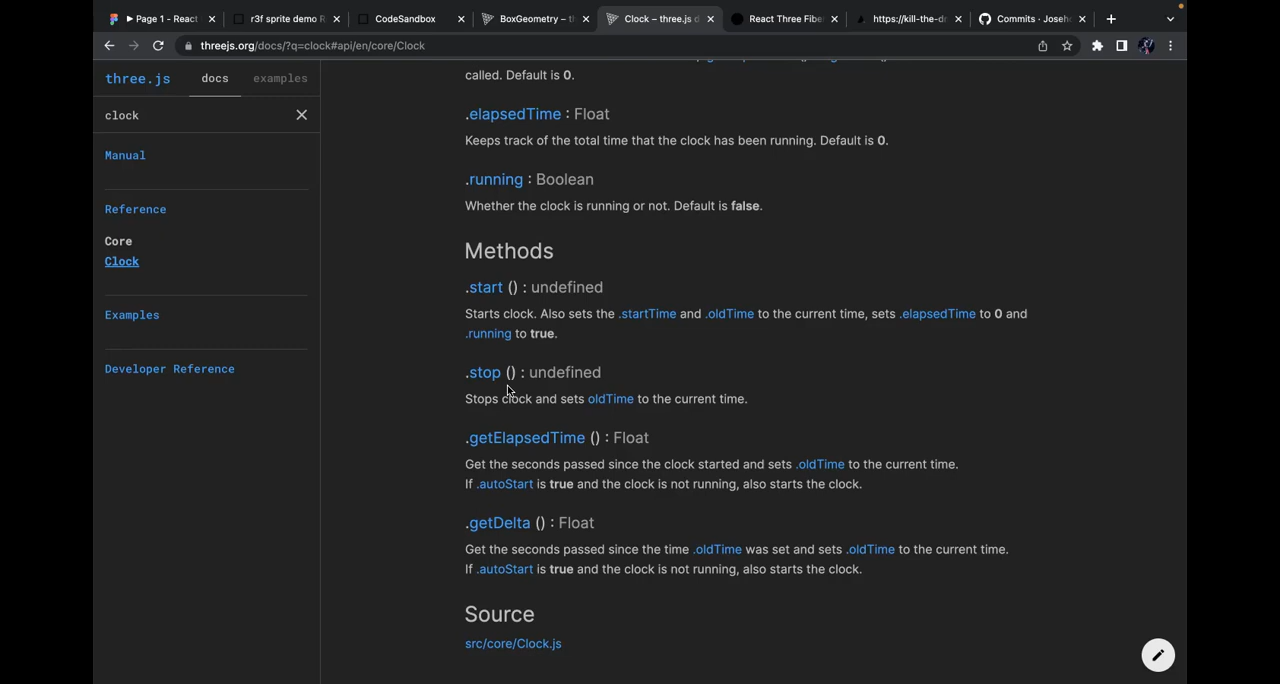 ▶ Page 1 - React
r3f sprite demo R
CodeSandbox
BoxGeometry – th
Clock – three.js d
React Three Fiber
https://kill-the-dr
Commits · Joseho
threejs.org/docs/?q=clock#api/en/core/Clock
three.js
docs
examples
clock
Manual
Reference
Core
Clock
Examples
Developer Reference
called. Default is 0.
.elapsedTime : Float
Keeps track of the total time that the clock has been running. Default is 0.
.running : Boolean
Whether the clock is running or not. Default is false.
Methods
.start () : undefined
Starts clock. Also sets the .startTime and .oldTime to the current time, sets .elapsedTime to 0 and
.running to true.
.stop () : undefined
Stops clock and sets oldTime to the current time.
.getElapsedTime () : Float
Get the seconds passed since the clock started and sets .oldTime to the current time.
If .autoStart is true and the clock is not running, also starts the clock.
.getDelta () : Float
Get the seconds passed since the time .oldTime was set and sets .oldTime to the current time.
If .autoStart is true and the clock is not running, also starts the clock.
Source
src/core/Clock.js